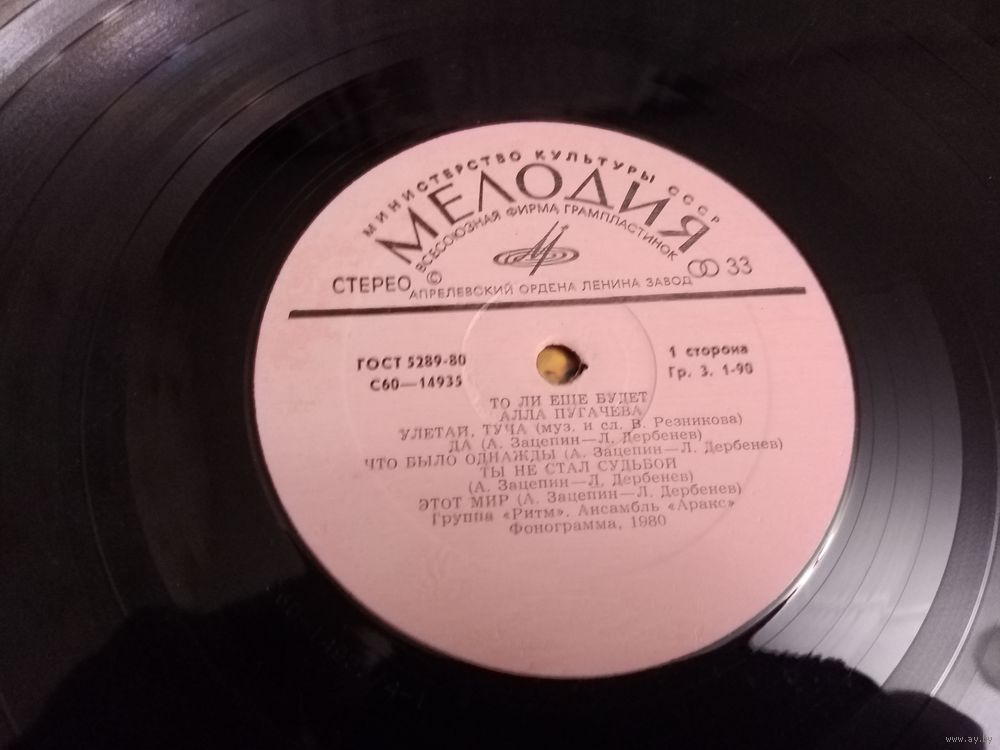 МИНИСТЕРСТВО КУЛЬТУРЫ СССР
МЕЛОДИЯ
ВСЕСОЮЗНАЯ ФИРМА ГРАМПЛАСТИНОК
СТЕРЕО © 33
АПРЕЛЕВСКИЙ ОРДЕНА ЛЕНИНА ЗАВОД
ГОСТ 5289-80
С60—14935
1 сторона
Гр. 3. 1-90
ТО ЛИ ЕЩЕ БУДЕТ
АЛЛА ПУГАЧЕВА
УЛЕТАЙ, ТУЧА (муз. и сл. В. Резникова)
ДА (А. Зацепин—Л. Дербенев)
ЧТО БЫЛО ОДНАЖДЫ (А. Зацепин—Л. Дербенев)
ТЫ НЕ СТАЛ СУДЬБОЙ
(А. Зацепин—Л. Дербенев)
ЭТОТ МИР (А. Зацепин—Л. Дербенев)
Группа «Ритм». Ансамбль «Аракс»
Фонограмма, 1980
www.ay.by